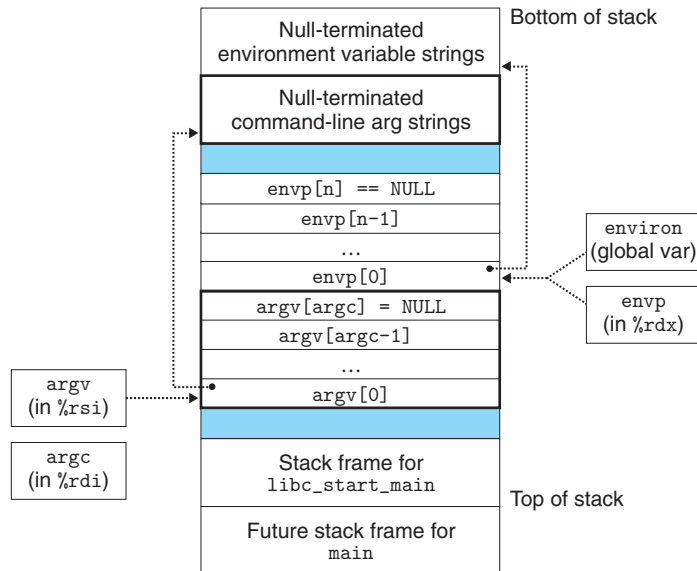 Bottom of stack
Null-terminated
environment variable strings
Null-terminated
command-line arg strings
envp[n] == NULL
envp[n-1]
...
envp[0]
environ
(global var)
envp
(in %rdx)
argv[argc] = NULL
argv[argc-1]
...
argv[0]
argv
(in %rsi)
argc
(in %rdi)
Stack frame for
libc_start_main
Top of stack
Future stack frame for
main